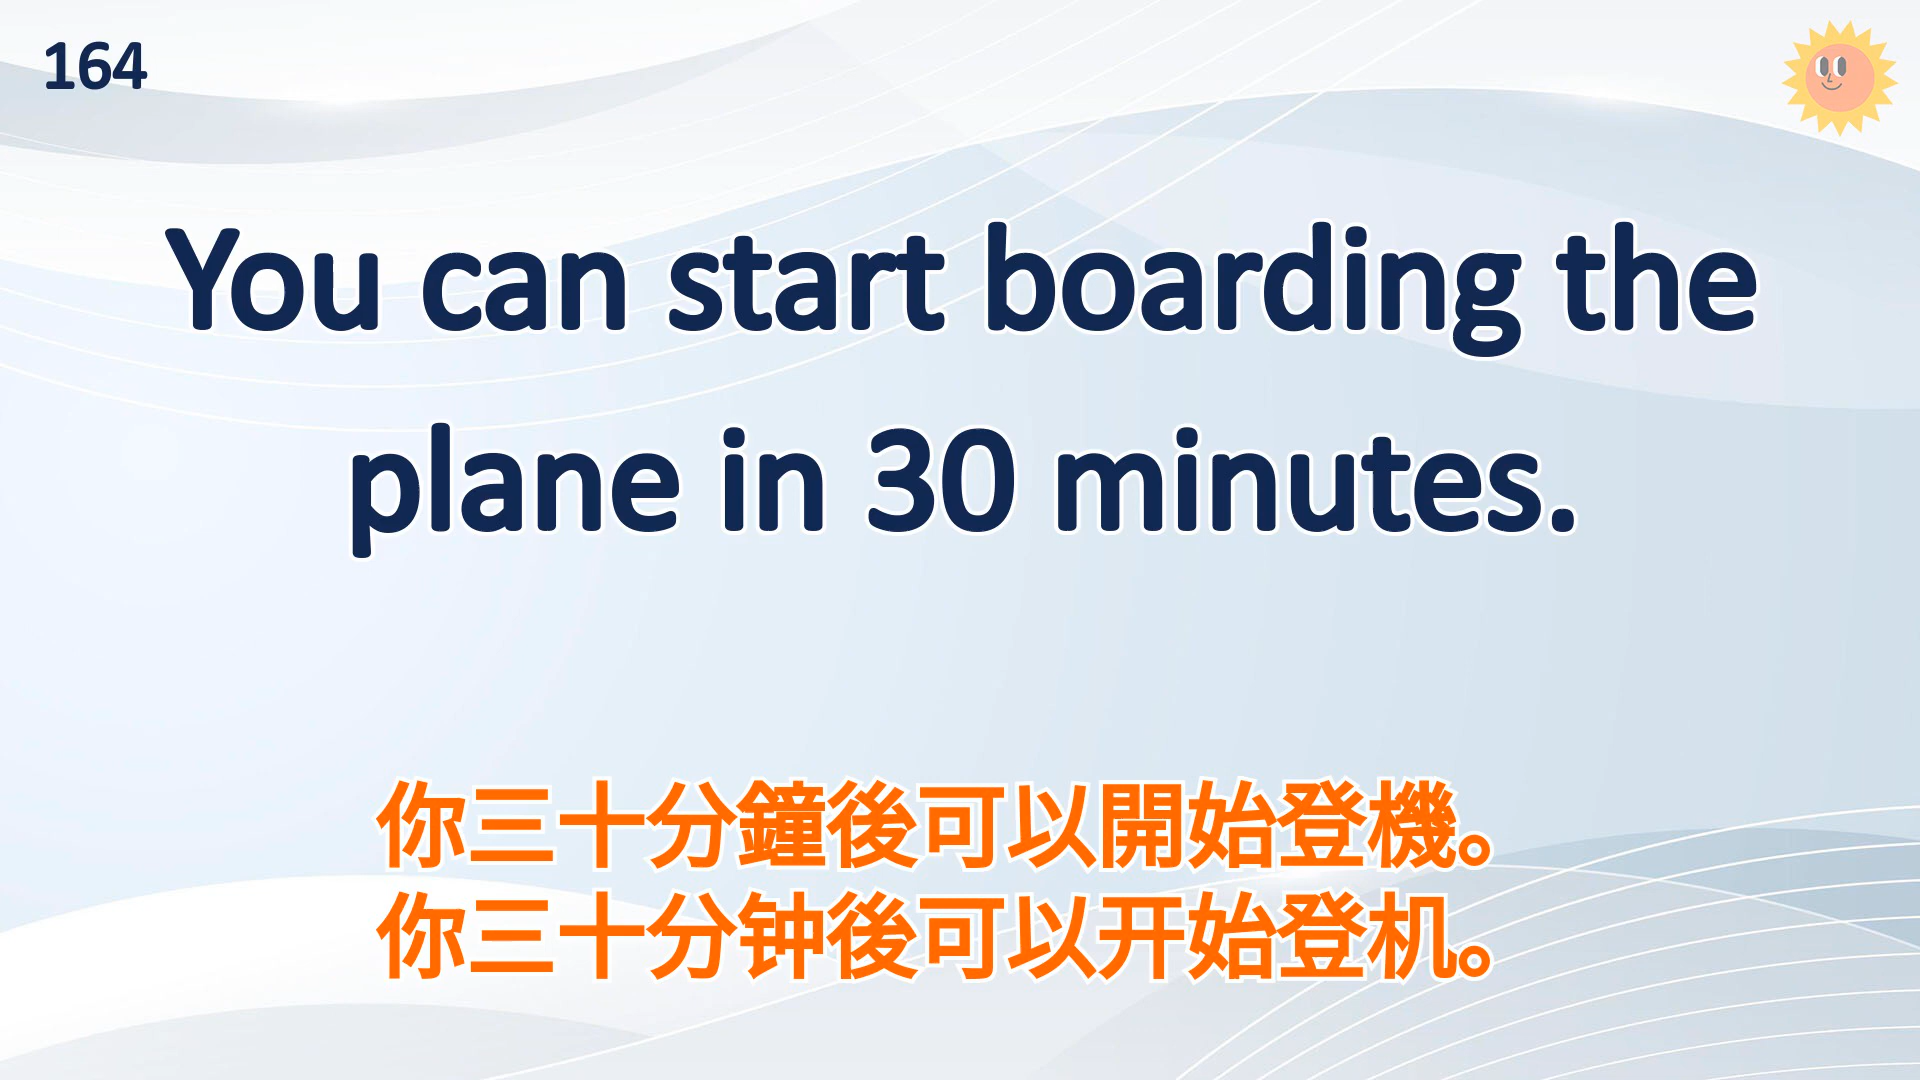 164
You can start boarding the
plane in 30 minutes.
你三十分鐘後可以開始登機。
你三十分钟後可以开始登机。